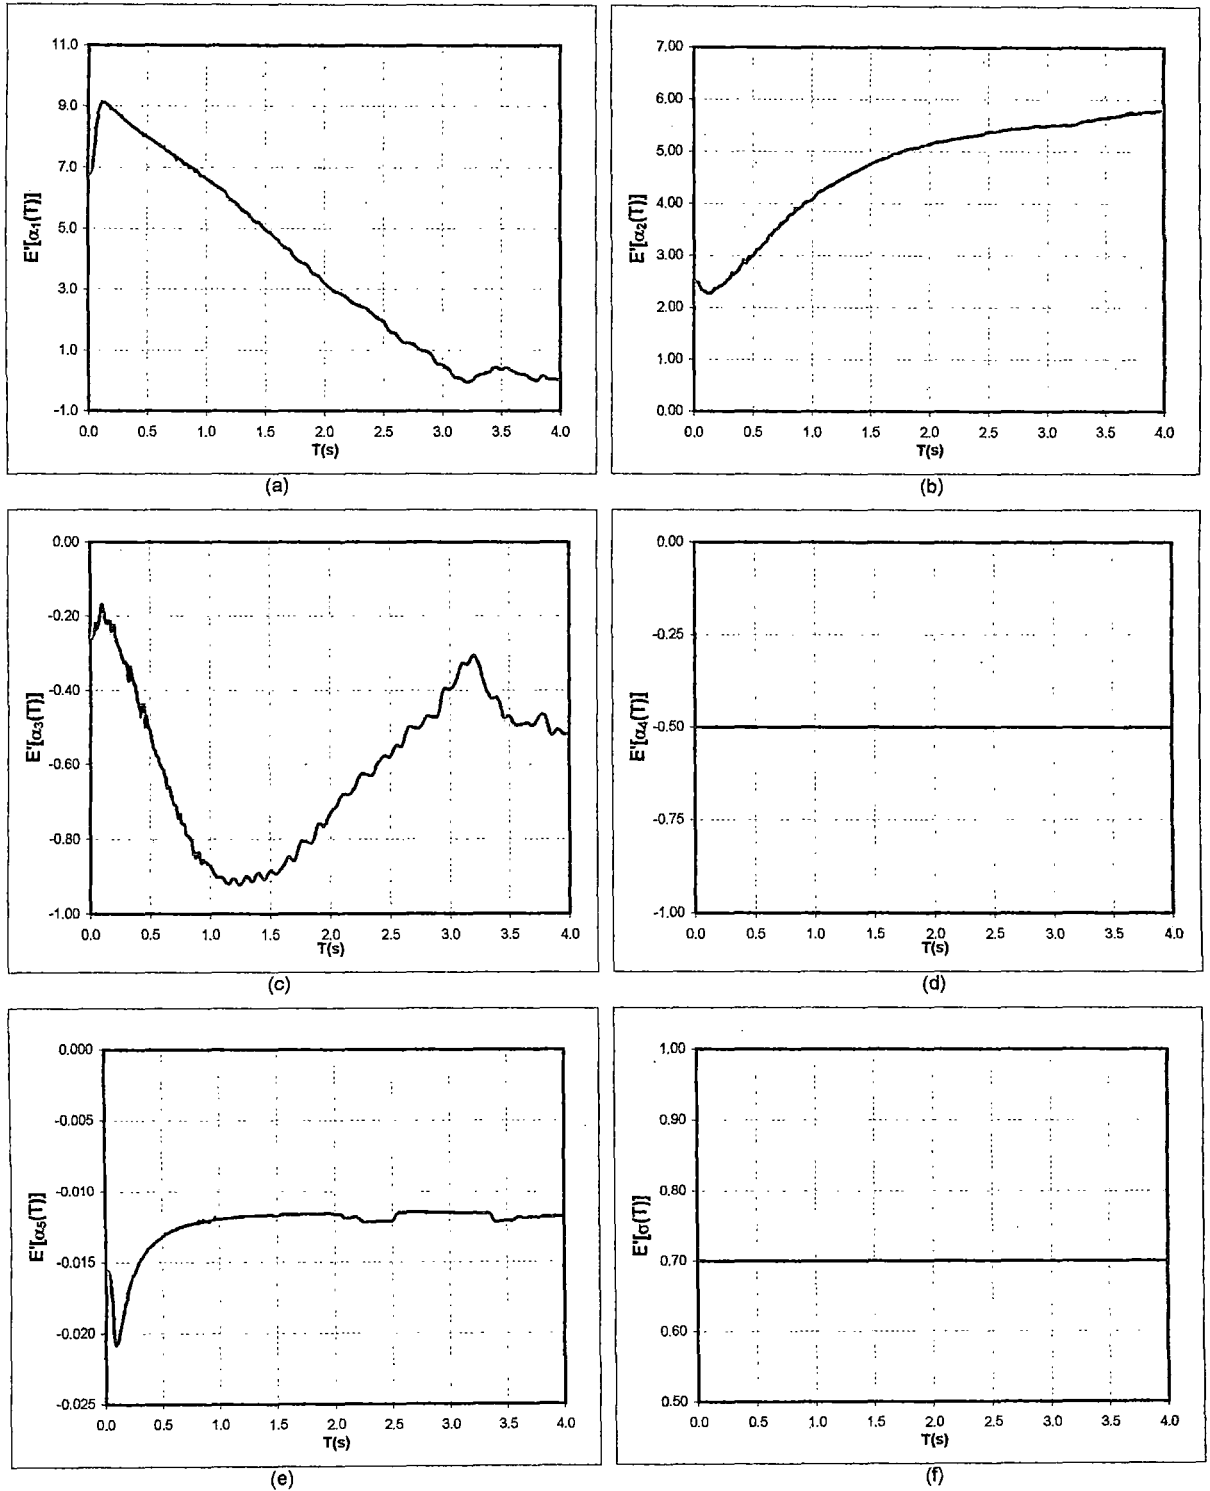 11.0
9.0
7.0
5.0
3.0
1.0
-1.0
E'[α1(T)]
0.0 0.5 1.0 1.5 2.0 2.5 3.0 3.5 4.0
T(s)
(a)
7.00
6.00
5.00
4.00
3.00
2.00
1.00
0.00
E'[α2(T)]
0.0 0.5 1.0 1.5 2.0 2.5 3.0 3.5 4.0
T(s)
(b)
0.00
-0.20
-0.40
-0.60
-0.80
-1.00
E'[α3(T)]
0.0 0.5 1.0 1.5 2.0 2.5 3.0 3.5 4.0
T(s)
(c)
0.00
-0.25
-0.50
-0.75
-1.00
E'[α4(T)]
0.0 0.5 1.0 1.5 2.0 2.5 3.0 3.5 4.0
T(s)
(d)
0.000
-0.005
-0.010
-0.015
-0.020
-0.025
E'[α5(T)]
0.0 0.5 1.0 1.5 2.0 2.5 3.0 3.5 4.0
T(s)
(e)
1.00
0.90
0.80
0.70
0.60
0.50
E'[σ(T)]
0.0 0.5 1.0 1.5 2.0 2.5 3.0 3.5 4.0
T(s)
(f)